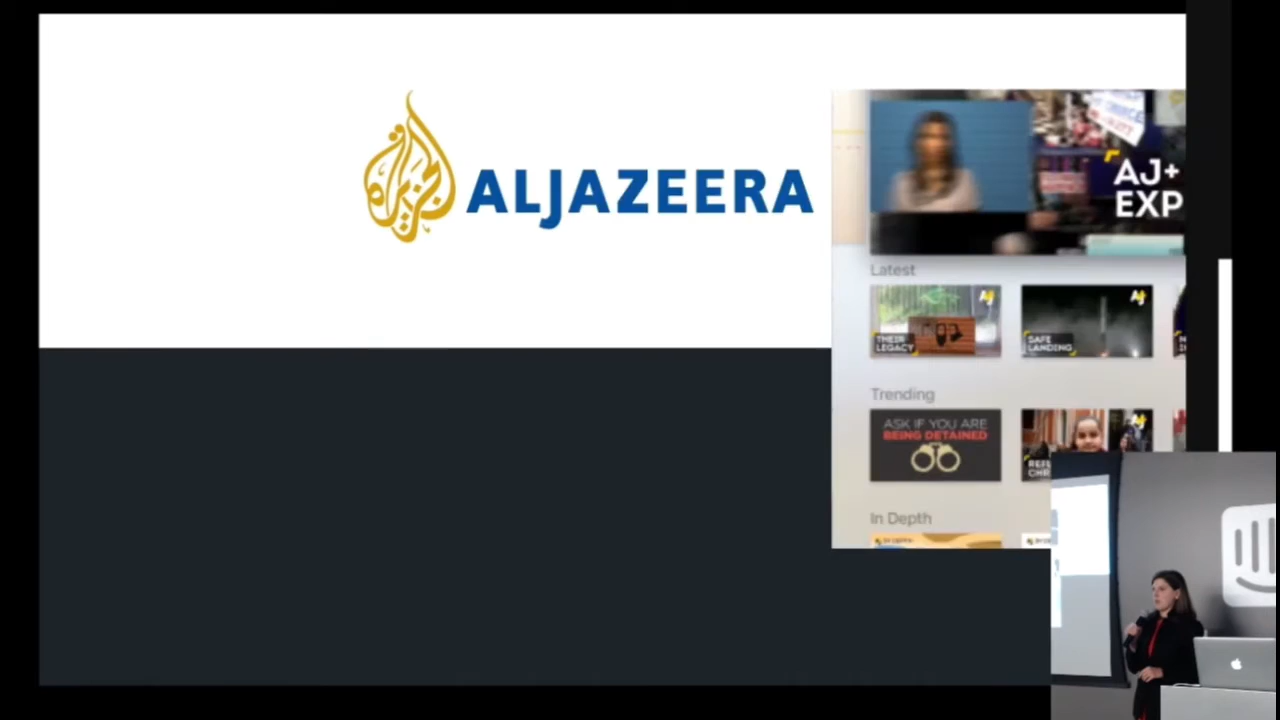 الجزيرة
ALJAZEERA
AJ+
EXP
Latest
THEIR
LEGACY
SAFE
LANDING
Trending
ASK IF YOU ARE
BEING DETAINED
In Depth